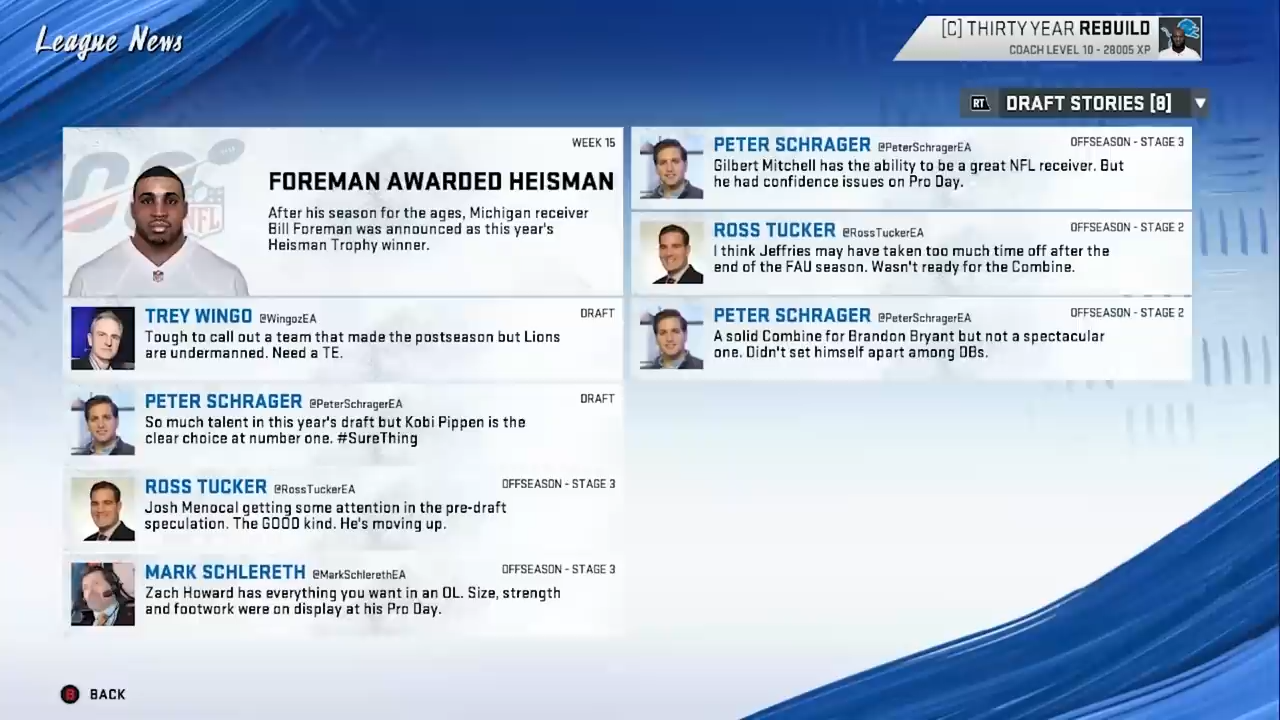 League News
[C] THIRTY YEAR REBUILD
COACH LEVEL 10 - 28005 XP
RT DRAFT STORIES [8]
WEEK 15
FOREMAN AWARDED HEISMAN
After his season for the ages, Michigan receiver
Bill Foreman was announced as this year's
Heisman Trophy winner.
NFL
TREY WINGO @WingozEA DRAFT
Tough to call out a team that made the postseason but Lions
are undermanned. Need a TE.
PETER SCHRAGER @PeterSchragerEA DRAFT
So much talent in this year's draft but Kobi Pippen is the
clear choice at number one. #SureThing
ROSS TUCKER @RossTuckerEA OFFSEASON - STAGE 3
Josh Menocal getting some attention in the pre-draft
speculation. The GOOD kind. He's moving up.
MARK SCHLERETH @MarkSchlerethEA OFFSEASON - STAGE 3
Zach Howard has everything you want in an OL. Size, strength
and footwork were on display at his Pro Day.
PETER SCHRAGER @PeterSchragerEA OFFSEASON - STAGE 3
Gilbert Mitchell has the ability to be a great NFL receiver. But
he had confidence issues on Pro Day.
ROSS TUCKER @RossTuckerEA OFFSEASON - STAGE 2
I think Jeffries may have taken too much time off after the
end of the FAU season. Wasn't ready for the Combine.
PETER SCHRAGER @PeterSchragerEA OFFSEASON - STAGE 2
A solid Combine for Brandon Bryant but not a spectacular
one. Didn't set himself apart among DBs.
B BACK